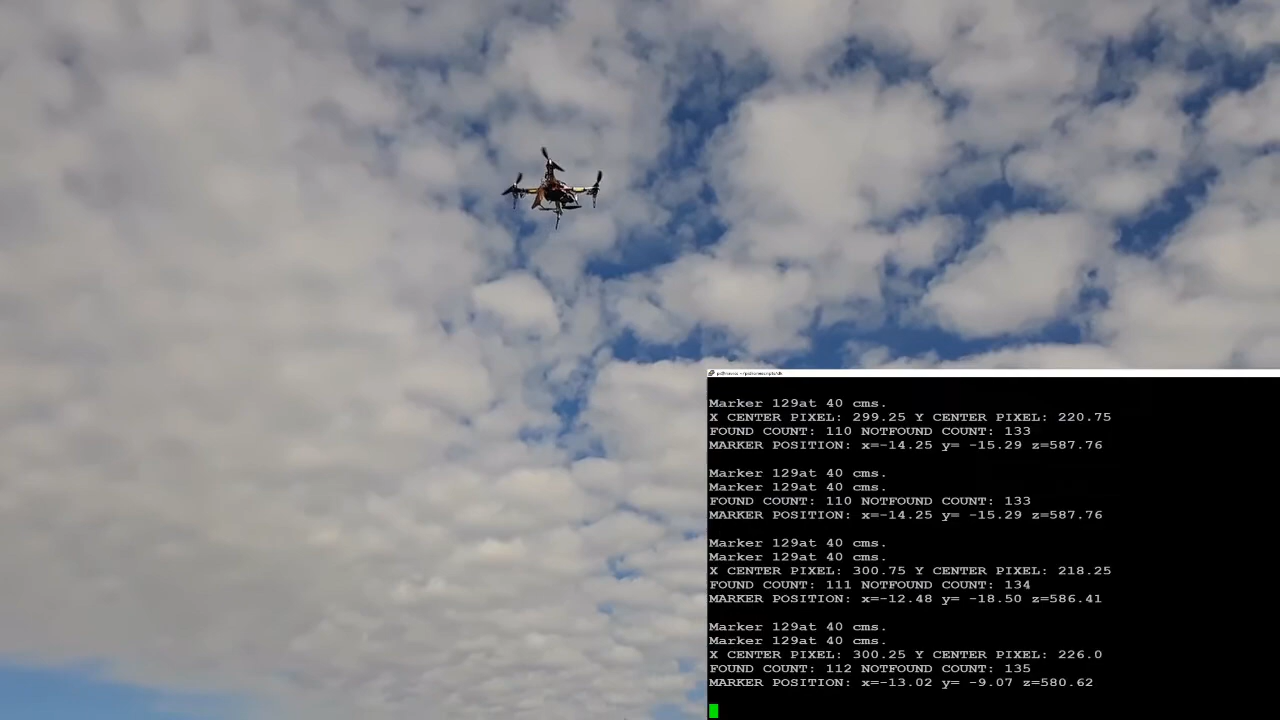 Marker 129at 40 cms.
X CENTER PIXEL: 299.25 Y CENTER PIXEL: 220.75
FOUND COUNT: 110 NOTFOUND COUNT: 133
MARKER POSITION: x=-14.25 y= -15.29 z=587.76
Marker 129at 40 cms.
Marker 129at 40 cms.
FOUND COUNT: 110 NOTFOUND COUNT: 133
MARKER POSITION: x=-14.25 y= -15.29 z=587.76
Marker 129at 40 cms.
Marker 129at 40 cms.
X CENTER PIXEL: 300.75 Y CENTER PIXEL: 218.25
FOUND COUNT: 111 NOTFOUND COUNT: 134
MARKER POSITION: x=-12.48 y= -18.50 z=586.41
Marker 129at 40 cms.
Marker 129at 40 cms.
X CENTER PIXEL: 300.25 Y CENTER PIXEL: 226.0
FOUND COUNT: 112 NOTFOUND COUNT: 135
MARKER POSITION: x=-13.02 y= -9.07 z=580.62